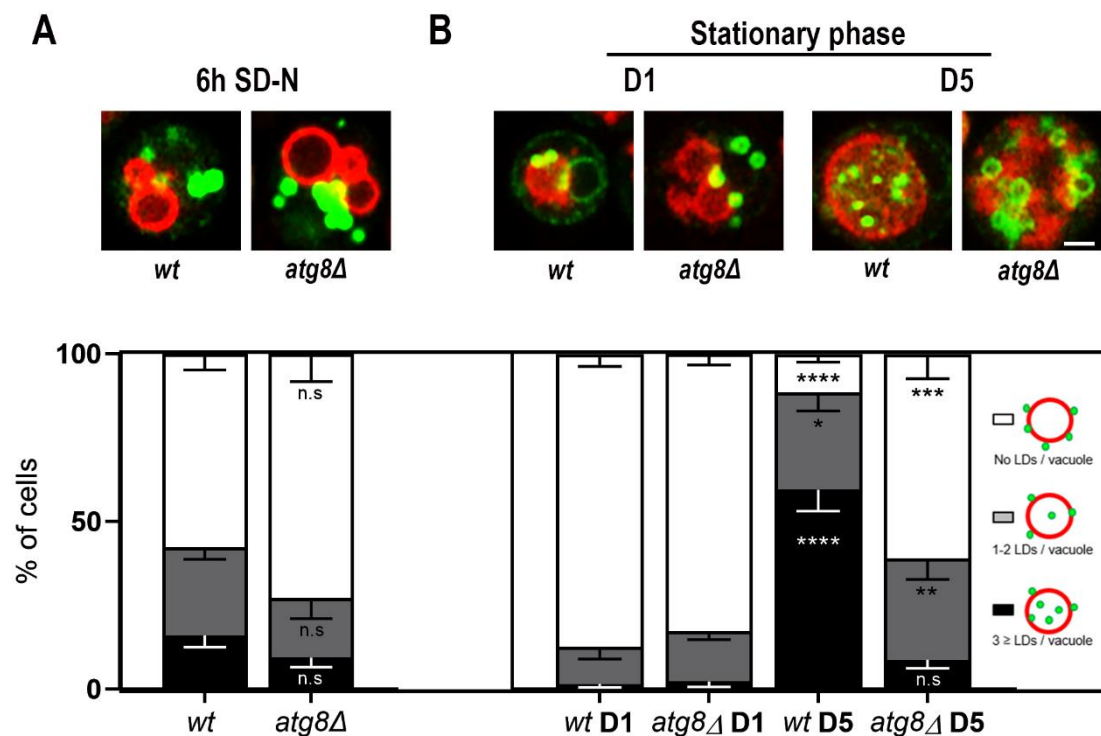 A
B
Stationary phase
6h SD-N
D1
D5
wt
atg8Δ
wt
atg8Δ
wt
atg8Δ
% of cells
100
50
0
n.s
n.s
n.s
****
*
****
***
**
n.s
No LDs / vacuole
1-2 LDs / vacuole
3 ≥ LDs / vacuole
wt
atg8Δ
wt D1
atg8Δ D1
wt D5
atg8Δ D5